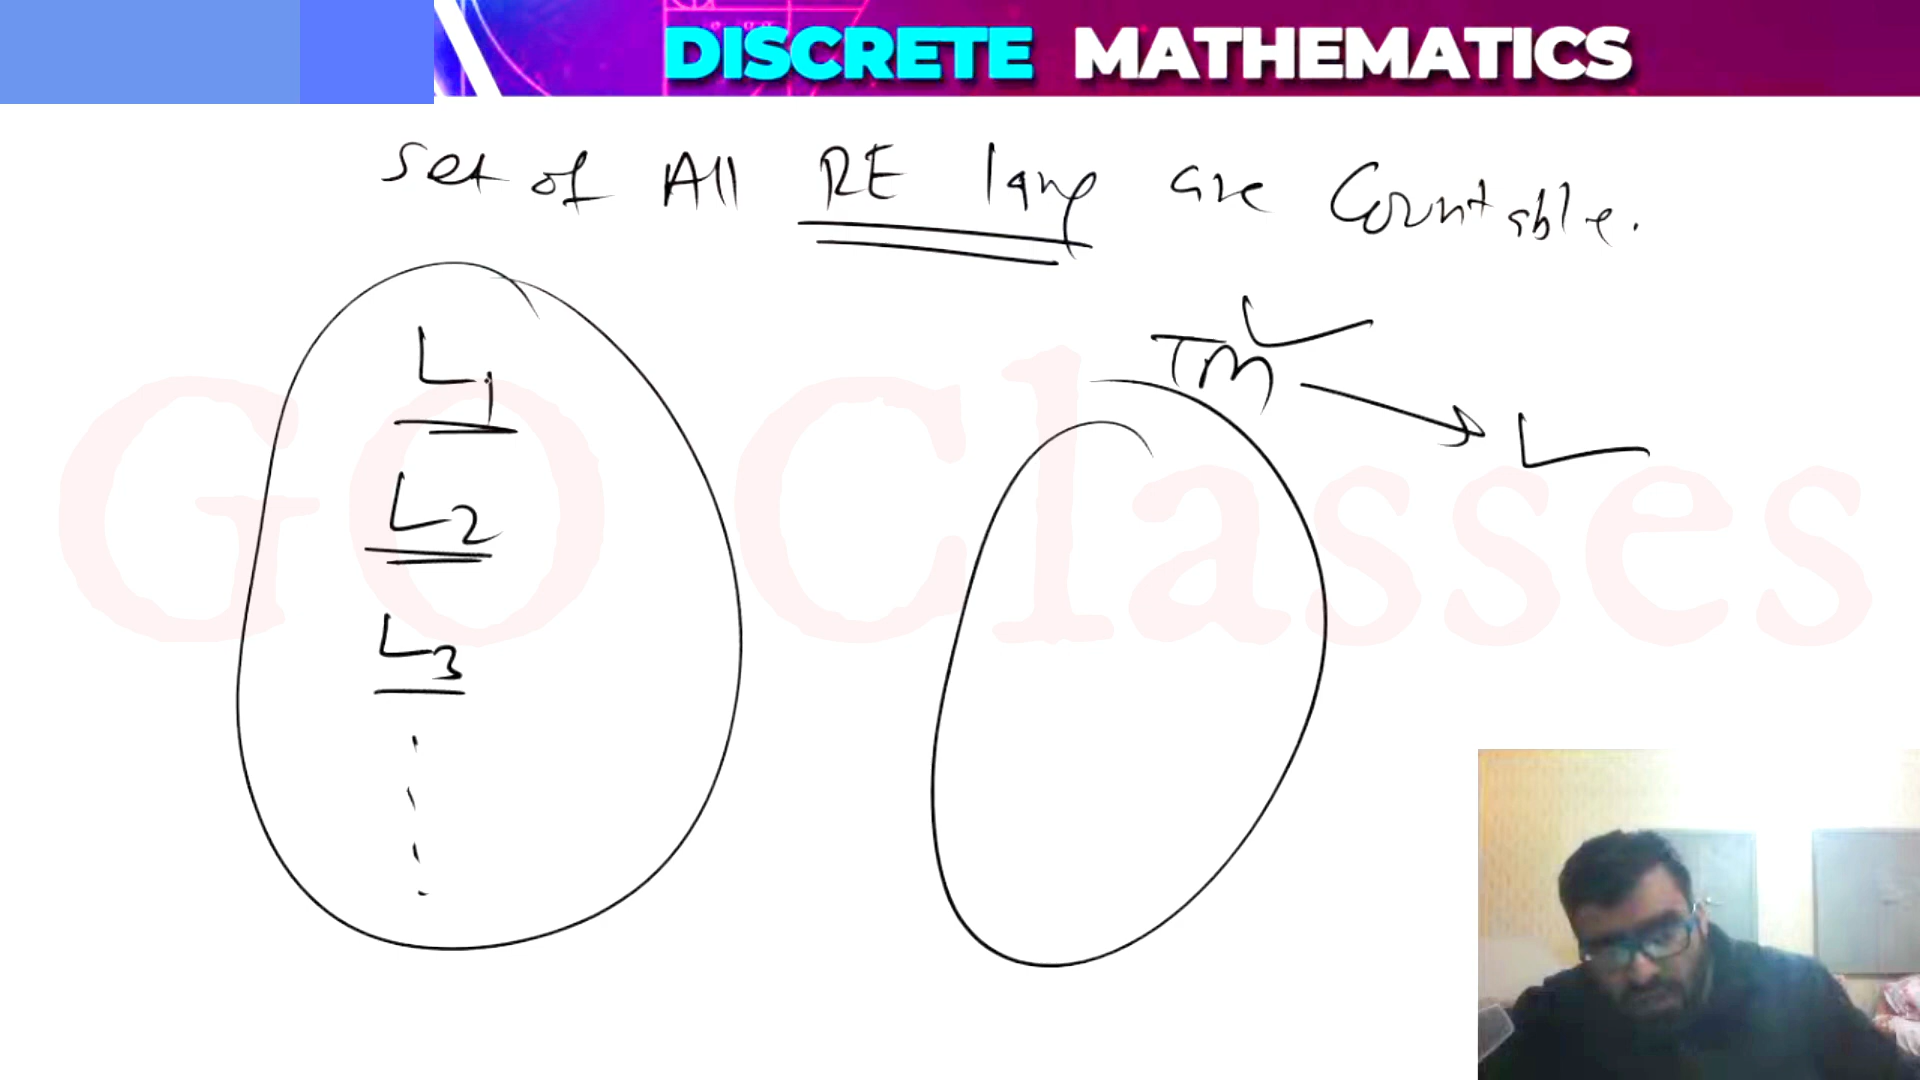 DISCRETE MATHEMATICS
Set of All RE lang are Countable.
L1
TM
L
L2
L3
GO Classes